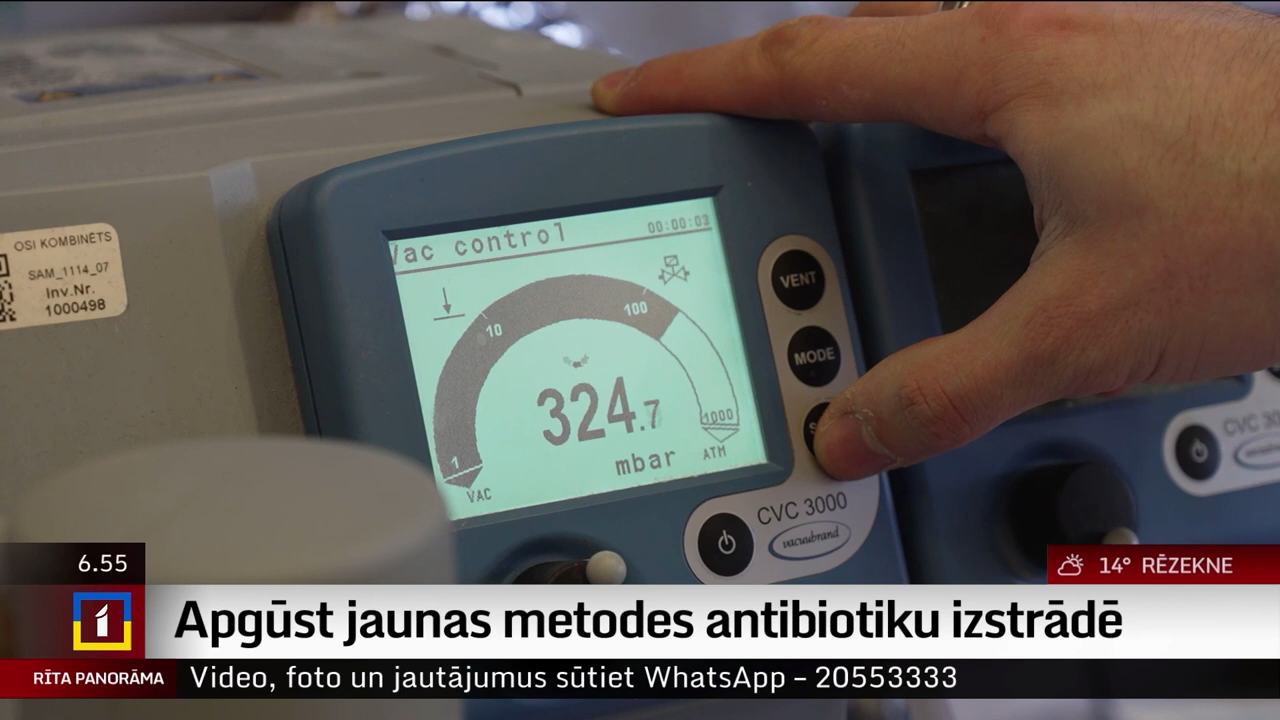 OSI KOMBINĒTS
SAM_1114_07
Inv.Nr.
1000498
Vac control
00:00:03
10
100
324.7
1
1000
mbar
VAC
ATM
VENT
MODE
CVC 3000
vacuubrand
CVC 30
6.55
14° RĒZEKNE
1
Apgūst jaunas metodes antibiotiku izstrādē
RĪTA PANORĀMA
Video, foto un jautājumus sūtiet WhatsApp – 20553333